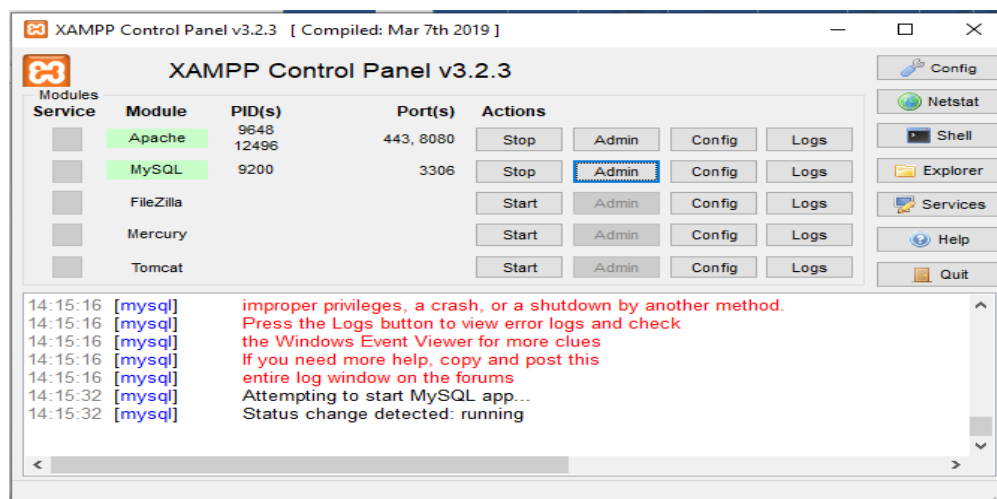 XAMPP Control Panel v3.2.3 [ Compiled: Mar 7th 2019 ]
XAMPP Control Panel v3.2.3
Config
Modules
Service Module PID(s) Port(s) Actions
Netstat
Apache 9648 12496 443, 8080 Stop Admin Config Logs
Shell
MySQL 9200 3306 Stop Admin Config Logs
Explorer
FileZilla Start Admin Config Logs
Services
Mercury Start Admin Config Logs
Help
Tomcat Start Admin Config Logs
Quit
14:15:16 [mysql] improper privileges, a crash, or a shutdown by another method.
14:15:16 [mysql] Press the Logs button to view error logs and check
14:15:16 [mysql] the Windows Event Viewer for more clues
14:15:16 [mysql] If you need more help, copy and post this
14:15:16 [mysql] entire log window on the forums
14:15:32 [mysql] Attempting to start MySQL app...
14:15:32 [mysql] Status change detected: running